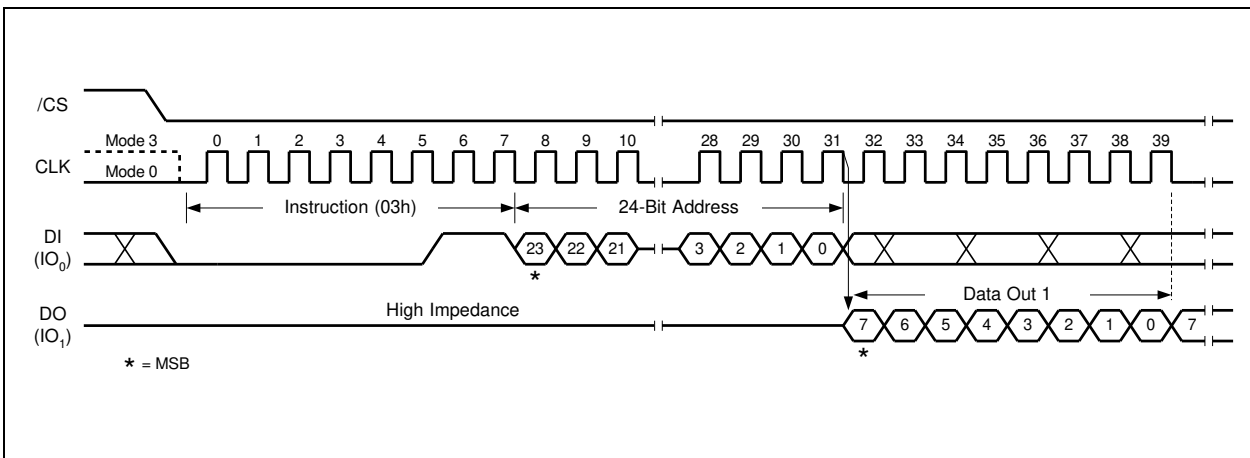 /CS
Mode 3
0 1 2 3 4 5 6 7 8 9 10 28 29 30 31 32 33 34 35 36 37 38 39
CLK
Mode 0
Instruction (03h) 24-Bit Address
DI
(IO0)
23 22 21 3 2 1 0
*
High Impedance Data Out 1
DO
(IO1)
7 6 5 4 3 2 1 0 7
*
* = MSB